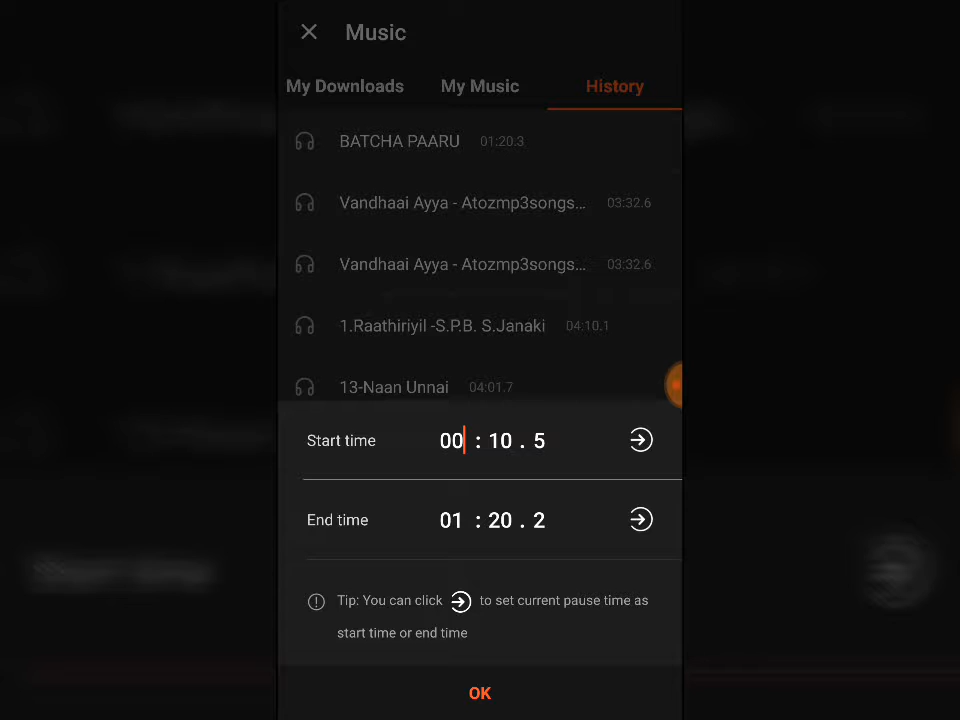 Music
My Downloads My Music History
BATCHA PAARU 01:20.3
Vandhaai Ayya - Atozmp3songs... 03:32.6
Vandhaai Ayya - Atozmp3songs... 03:32.6
1.Raathiriyil -S.P.B. S.Janaki 04:10.1
13-Naan Unnai 04:01.7
Start time 00 : 10 . 5
End time 01 : 20 . 2
Tip: You can click to set current pause time as
start time or end time
OK